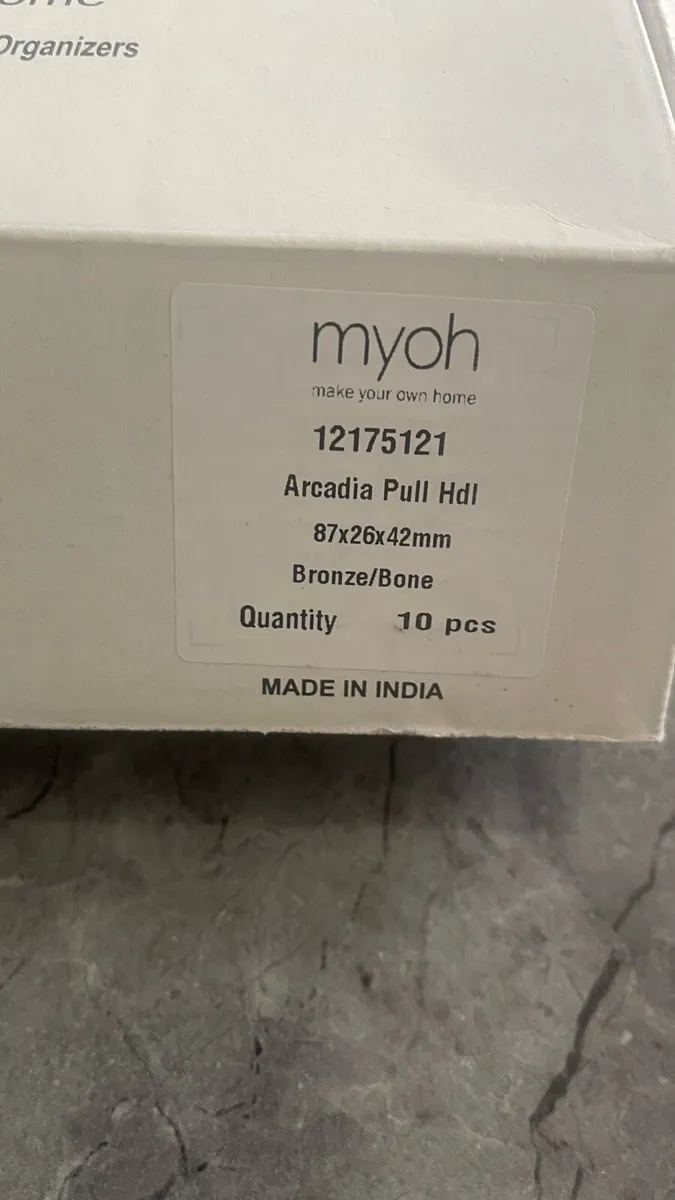 Organizers
myoh
make your own home
12175121
Arcadia Pull Hdl
87x26x42mm
Bronze/Bone
Quantity 10 pcs
MADE IN INDIA